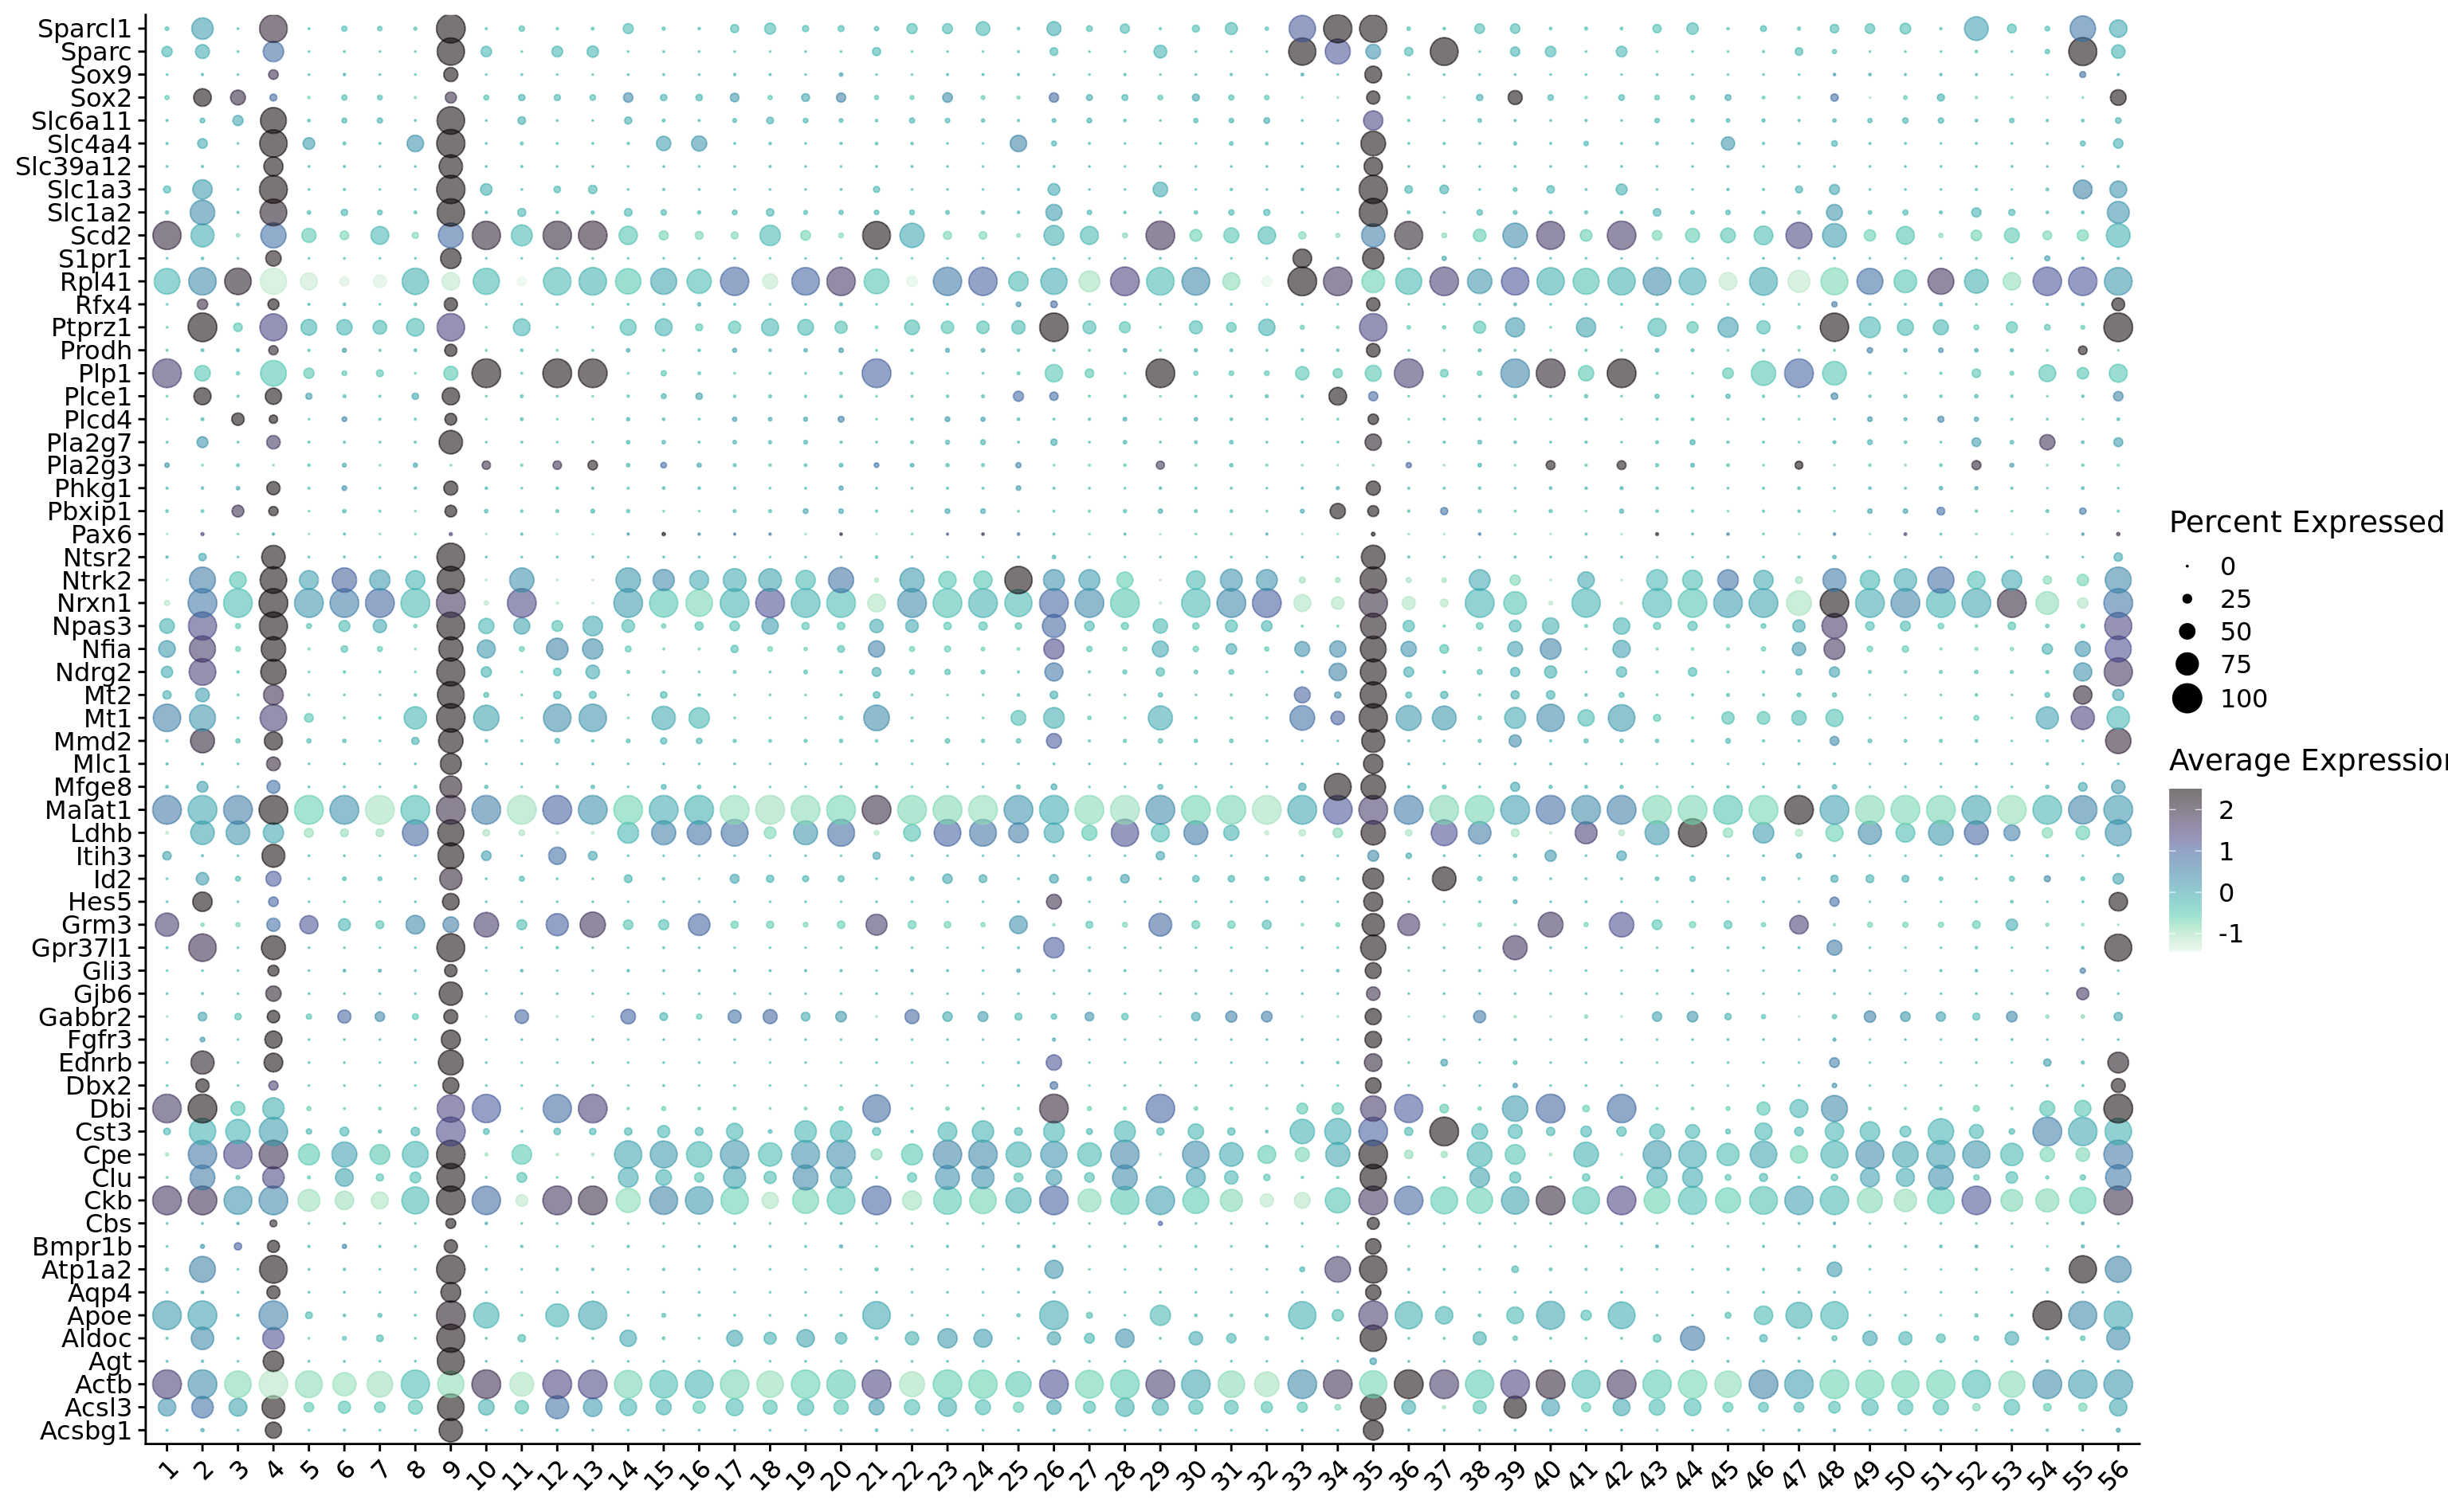 Sparcl1
Sparc
Sox9
Sox2
Slc6a11
Slc4a4
Slc39a12
Slc1a3
Slc1a2
Scd2
S1pr1
Rpl41
Rfx4
Ptprz1
Prodh
Plp1
Plce1
Plcd4
Pla2g7
Pla2g3
Phkg1
Pbxip1
Pax6
Ntsr2
Ntrk2
Nrxn1
Npas3
Nfia
Ndrg2
Mt2
Mt1
Mmd2
Mlc1
Mfge8
Malat1
Ldhb
Itih3
Id2
Hes5
Grm3
Gpr37l1
Gli3
Gjb6
Gabbr2
Fgfr3
Ednrb
Dbx2
Dbi
Cst3
Cpe
Clu
Ckb
Cbs
Bmpr1b
Atp1a2
Aqp4
Apoe
Aldoc
Agt
Actb
Acsl3
Acsbg1
1 2 3 4 5 6 7 8 9 10 11 12 13 14 15 16 17 18 19 20 21 22 23 24 25 26 27 28 29 30 31 32 33 34 35 36 37 38 39 40 41 42 43 44 45 46 47 48 49 50 51 52 53 54 55 56
Percent Expressed
0
25
50
75
100
Average Expression
2
1
0
-1